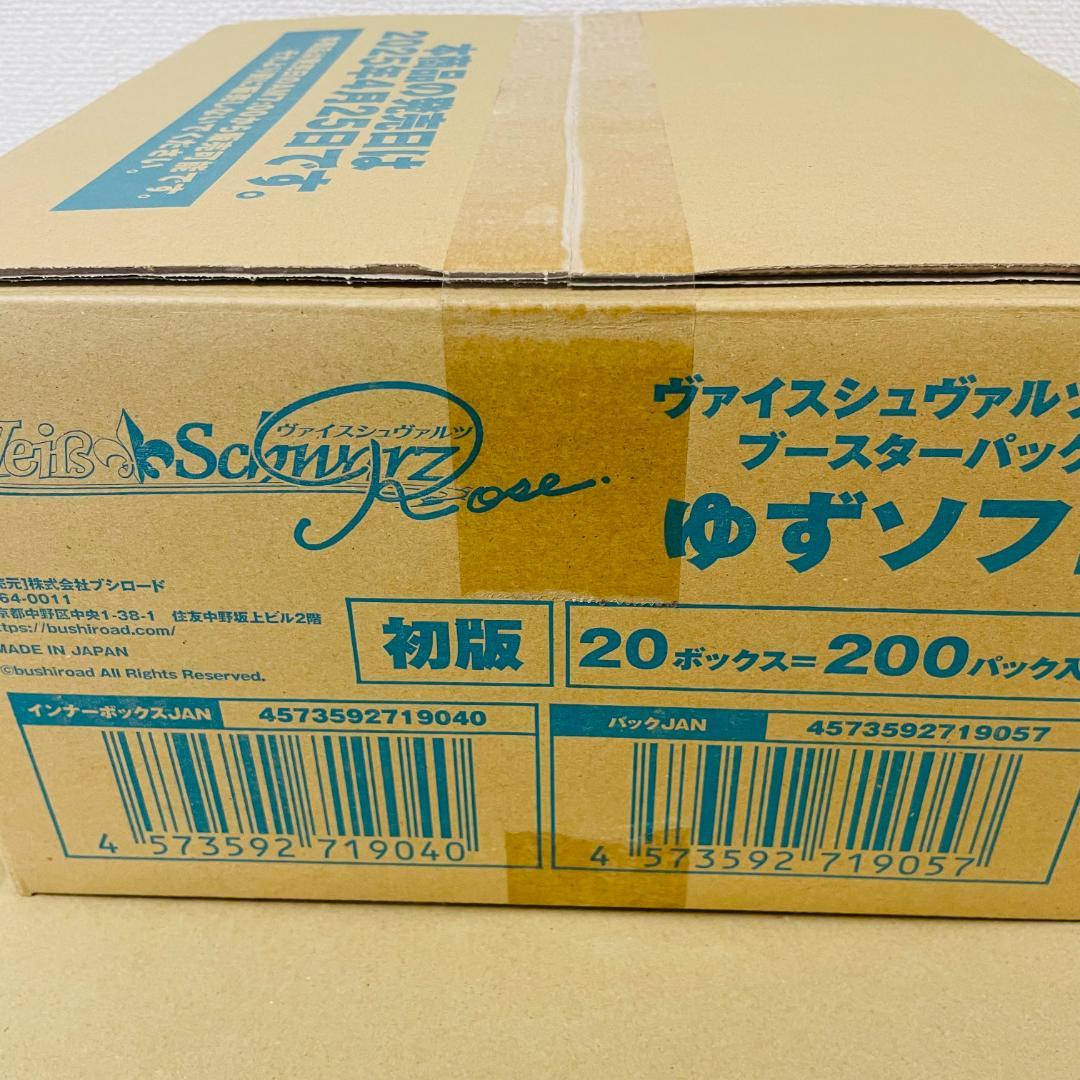 本商品の発売日は
2025年4月25日です。
Weiß Schwarz
ヴァイスシュヴァルツ
Rose.
ヴァイスシュヴァルツ
ブースターパック
ゆずソフ
売元]株式会社ブシロード
64-0011
京都中野区中央1-38-1 住友中野坂上ビル2階
ttps://bushiroad.com/
MADE IN JAPAN
©bushiroad All Rights Reserved.
初版
20ボックス=200パック入
インナーボックスJAN 4573592719040
4 573592 719040
パックJAN 4573592719057
4 573592 719057